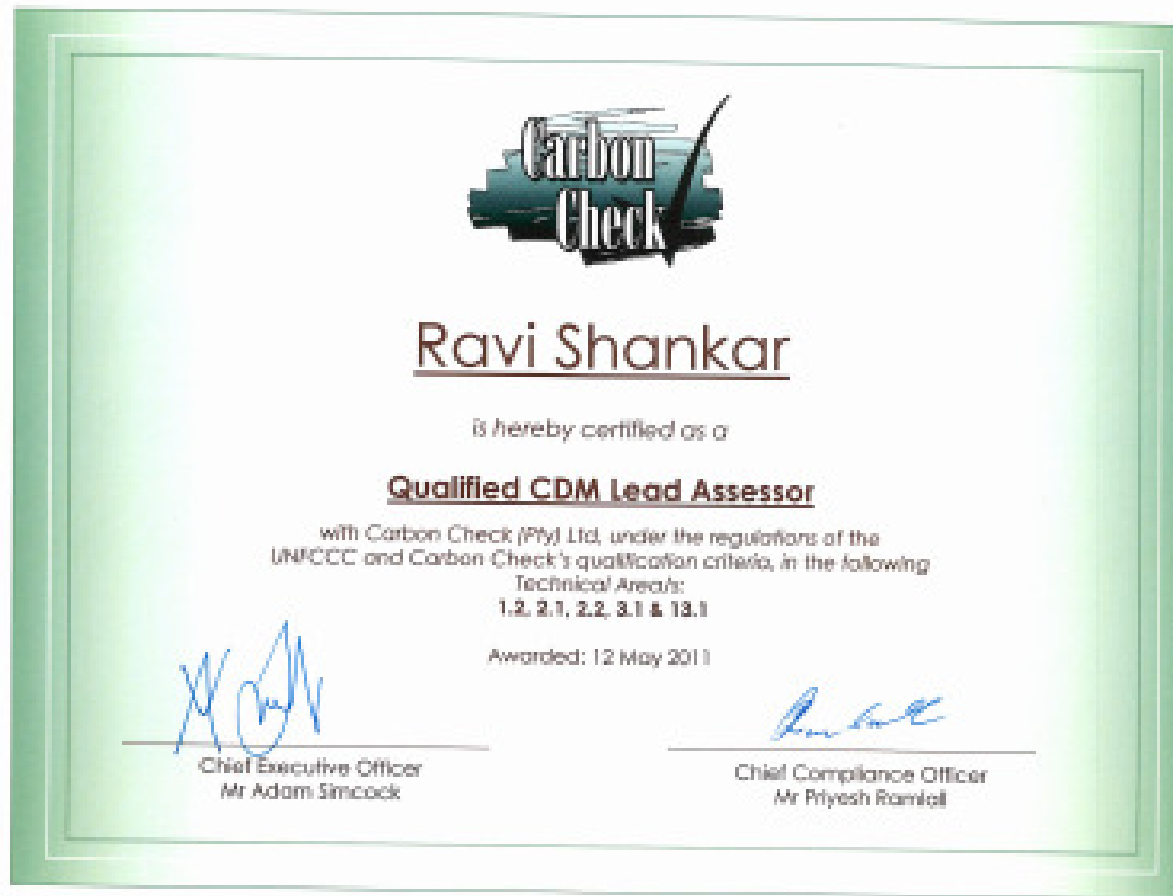 Carbon
Check
Ravi Shankar
is hereby certified as a
Qualified CDM Lead Assessor
with Carbon Check (Pty) Ltd, under the regulations of the
UNFCCC and Carbon Check's qualification criteria, in the following
Technical Area/s:
1.2, 2.1, 2.2, 3.1 & 13.1
Awarded: 12 May 2011
Chief Executive Officer
Mr Adam Simcock
Chief Compliance Officer
Mr Priyesh Ramlall